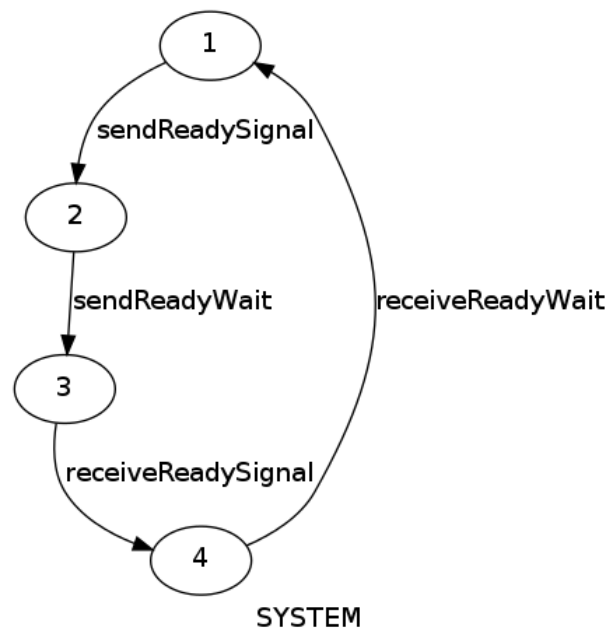 1
sendReadySignal
2
sendReadyWait
receiveReadyWait
3
receiveReadySignal
4
SYSTEM